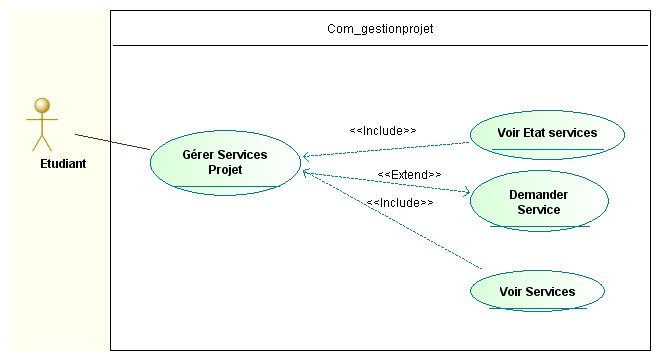 Com_gestionprojet
<<Include>>
Voir Etat services
Etudiant
Gérer Services
Projet
<<Extend>>
Demander
Service
<<Include>>
Voir Services